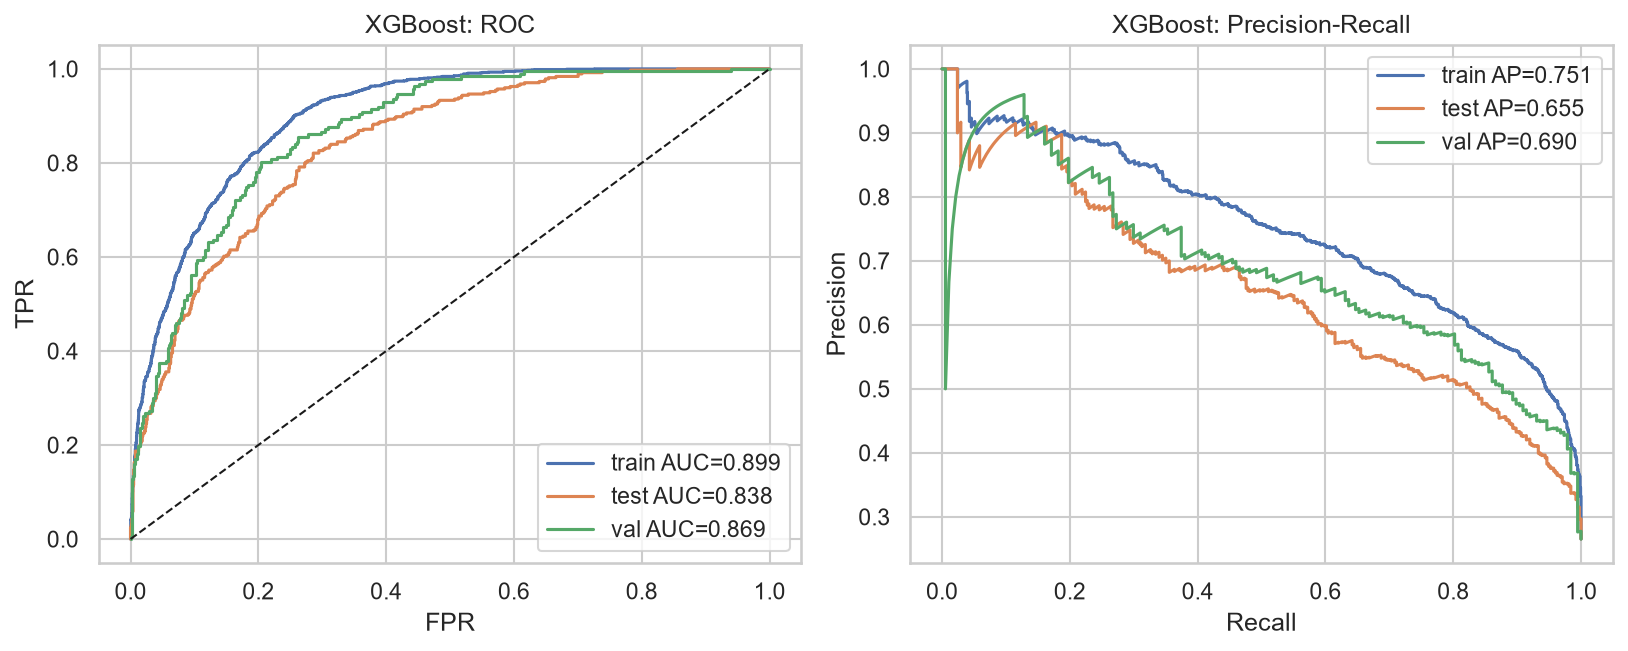 XGBoost: ROC
TPR
1.0
0.8
0.6
0.4
0.2
0.0
train AUC=0.899
test AUC=0.838
val AUC=0.869
0.0 0.2 0.4 0.6 0.8 1.0
FPR
XGBoost: Precision-Recall
Precision
1.0
0.9
0.8
0.7
0.6
0.5
0.4
0.3
train AP=0.751
test AP=0.655
val AP=0.690
0.0 0.2 0.4 0.6 0.8 1.0
Recall